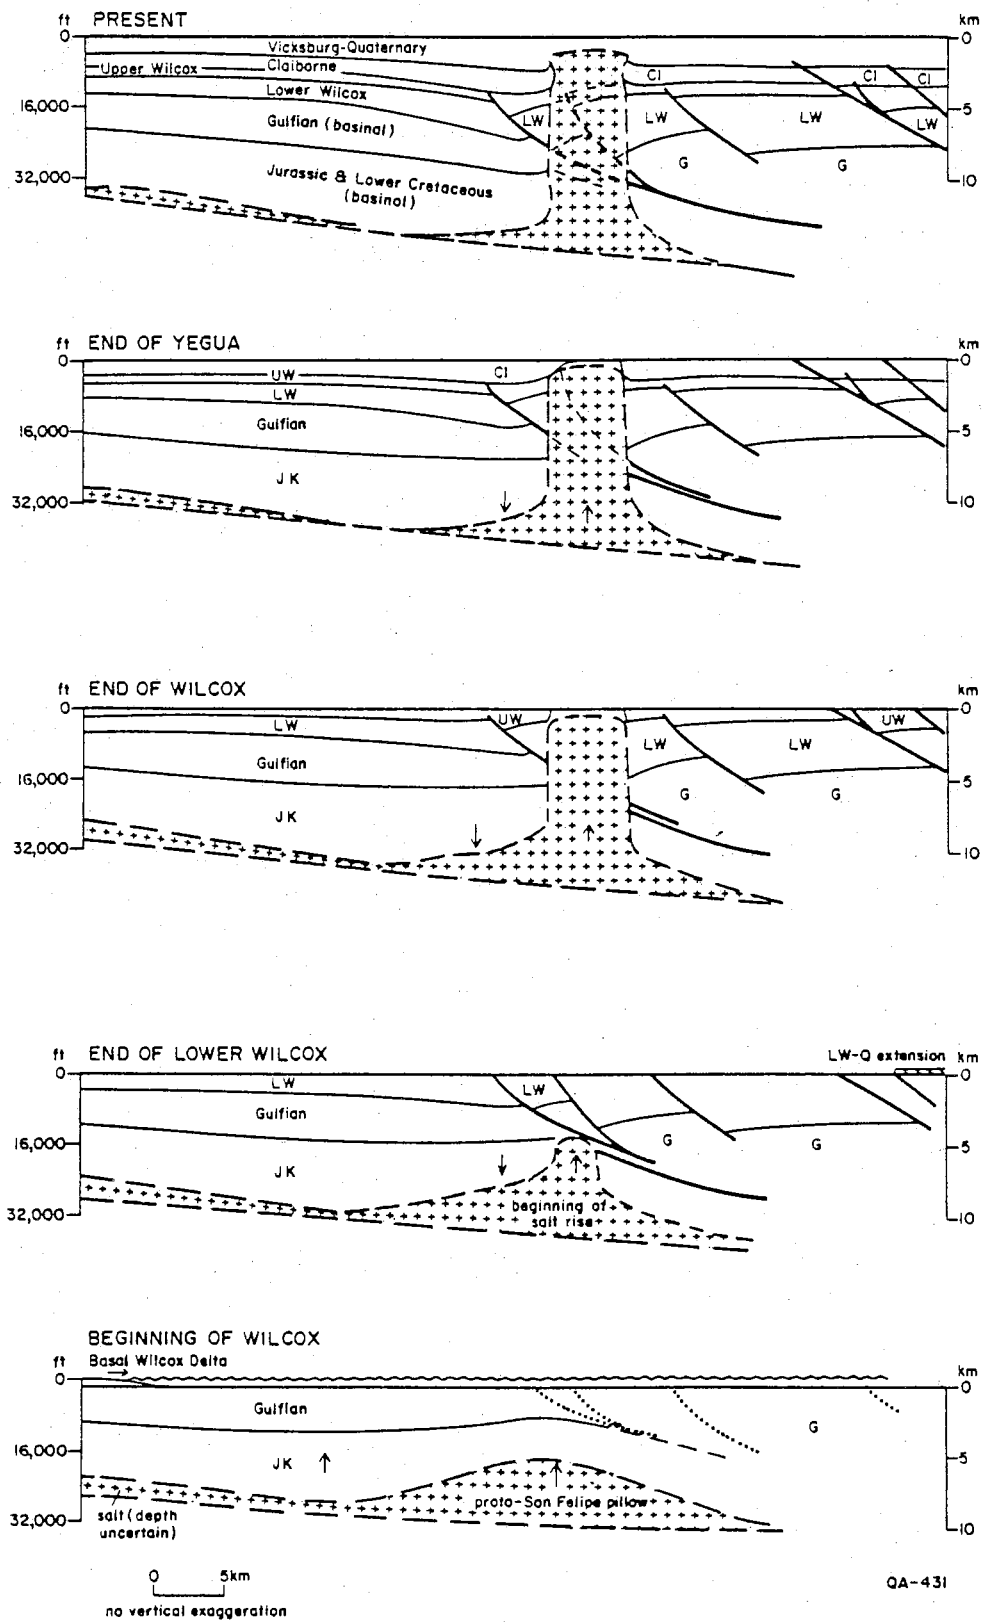 ft PRESENT km
0 0
Vicksburg-Quaternary
Upper Wilcox Claiborne Cl Cl Cl
Lower Wilcox
16,000 LW LW LW LW 5
Gulfian (basinal)
G G
32,000 Jurassic & Lower Cretaceous 10
(basinal)
ft END OF YEGUA km
0 0
UW Cl
LW
16,000 Gulfian 5
JK
32,000 10
ft END OF WILCOX km
0 0
LW UW UW
LW LW
16,000 Gulfian 5
G G
JK
32,000 10
ft END OF LOWER WILCOX LW-Q extension km
0 0
LW LW
Gulfian
16,000 G G 5
JK
beginning of
32,000 salt rise 10
BEGINNING OF WILCOX
ft Basal Wilcox Delta km
0 0
Gulfian G
16,000 5
JK
proto-San Felipe pillow
salt (depth
32,000 uncertain) 10
0 5km
no vertical exaggeration
QA-431